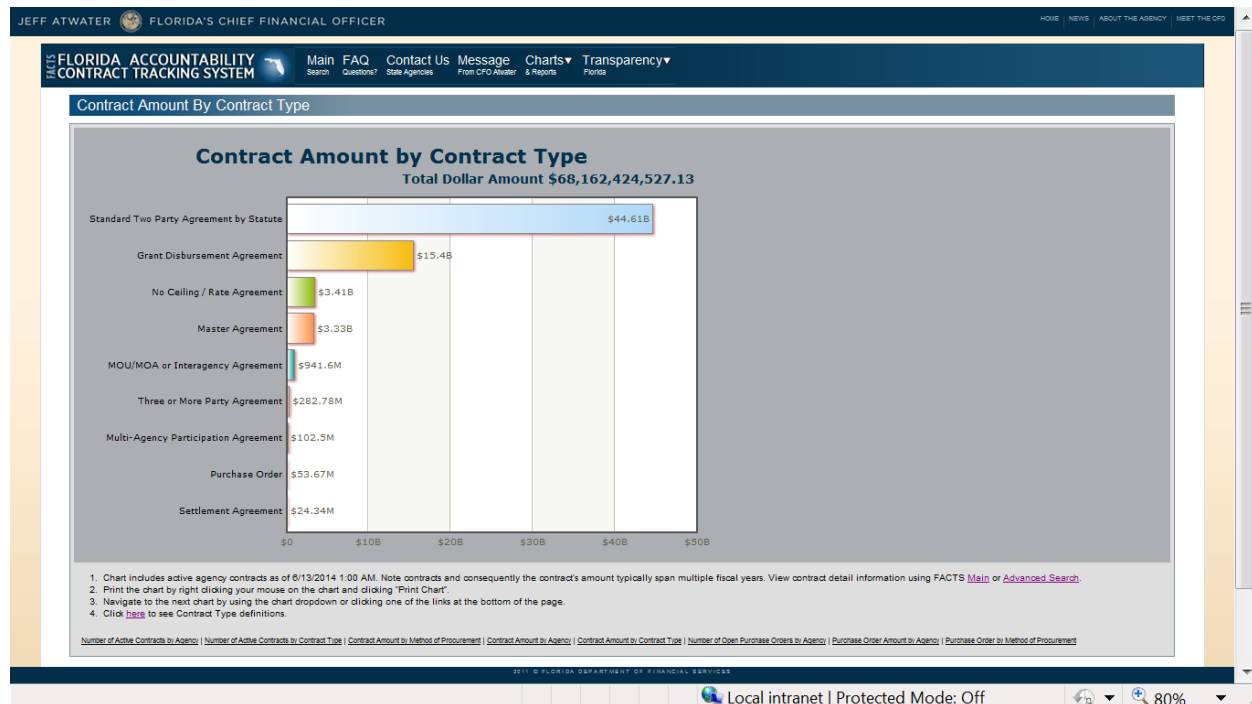 JEFF ATWATER FLORIDA'S CHIEF FINANCIAL OFFICER
HOME | NEWS | ABOUT THE AGENCY | MEET THE CFO
FACTS FLORIDA ACCOUNTABILITY CONTRACT TRACKING SYSTEM
Main FAQ Contact Us Message Charts▾ Transparency▾
Search Questions? State Agencies From CFO Atwater & Reports Florida
Contract Amount By Contract Type
Contract Amount by Contract Type
Total Dollar Amount $68,162,424,527.13
Standard Two Party Agreement by Statute $44.61B
Grant Disbursement Agreement $15.4B
No Ceiling / Rate Agreement $3.41B
Master Agreement $3.33B
MOU/MOA or Interagency Agreement $941.6M
Three or More Party Agreement $282.78M
Multi-Agency Participation Agreement $102.5M
Purchase Order $53.67M
Settlement Agreement $24.34M
$0 $10B $20B $30B $40B $50B
1. Chart includes active agency contracts as of 6/13/2014 1:00 AM. Note contracts and consequently the contract's amount typically span multiple fiscal years. View contract detail information using FACTS Main or Advanced Search.
2. Print the chart by right clicking your mouse on the chart and clicking "Print Chart".
3. Navigate to the next chart by using the chart dropdown or clicking one of the links at the bottom of the page.
4. Click here to see Contract Type definitions.
Number of Active Contracts by Agency | Number of Active Contracts by Contract Type | Contract Amount by Method of Procurement | Contract Amount by Agency | Contract Amount by Contract Type | Number of Open Purchase Orders by Agency | Purchase Order Amount by Agency | Purchase Order by Method of Procurement
2011 © FLORIDA DEPARTMENT OF FINANCIAL SERVICES
Local intranet | Protected Mode: Off 80%